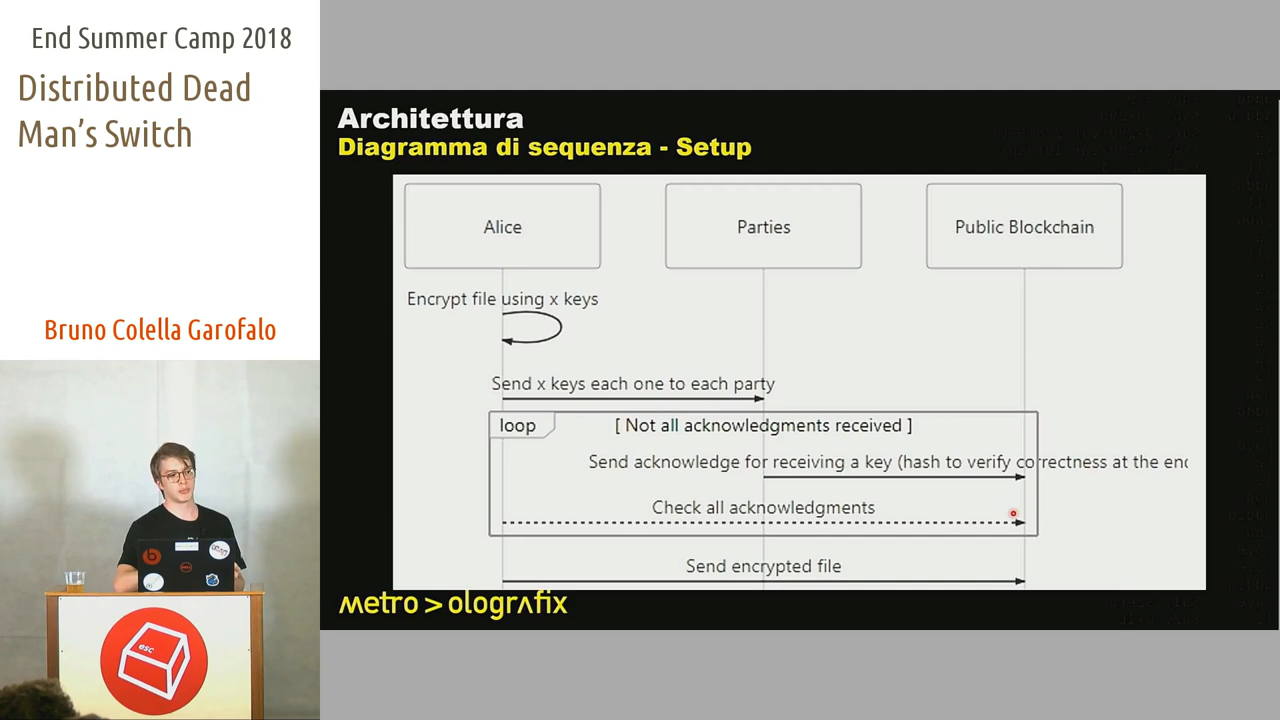 End Summer Camp 2018
Distributed Dead
Man's Switch
Bruno Colella Garofalo
Architettura
Diagramma di sequenza - Setup
Alice
Parties
Public Blockchain
Encrypt file using x keys
Send x keys each one to each party
loop
[ Not all acknowledgments received ]
Send acknowledge for receiving a key (hash to verify correctness at the end
Check all acknowledgments
Send encrypted file
metro > olografix
esc